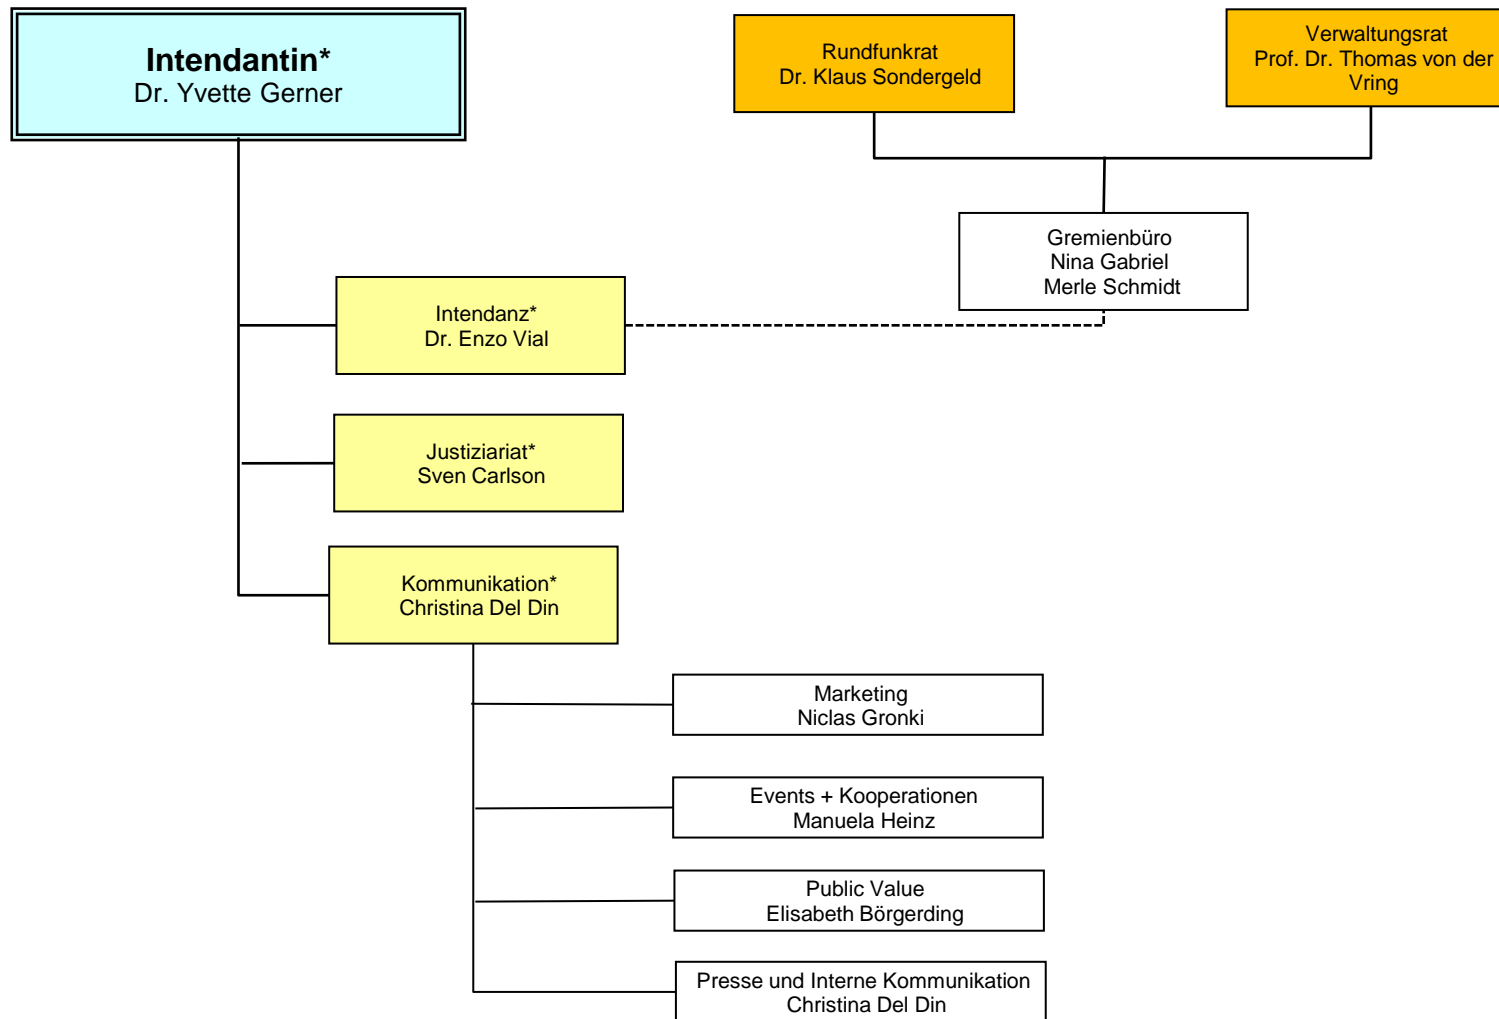 Intendantin*
Dr. Yvette Gerner
Rundfunkrat
Dr. Klaus Sondergeld
Verwaltungsrat
Prof. Dr. Thomas von der
Vring
Gremienbüro
Nina Gabriel
Merle Schmidt
Intendanz*
Dr. Enzo Vial
Justiziariat*
Sven Carlson
Kommunikation*
Christina Del Din
Marketing
Niclas Gronki
Events + Kooperationen
Manuela Heinz
Public Value
Elisabeth Börgerding
Presse und Interne Kommunikation
Christina Del Din